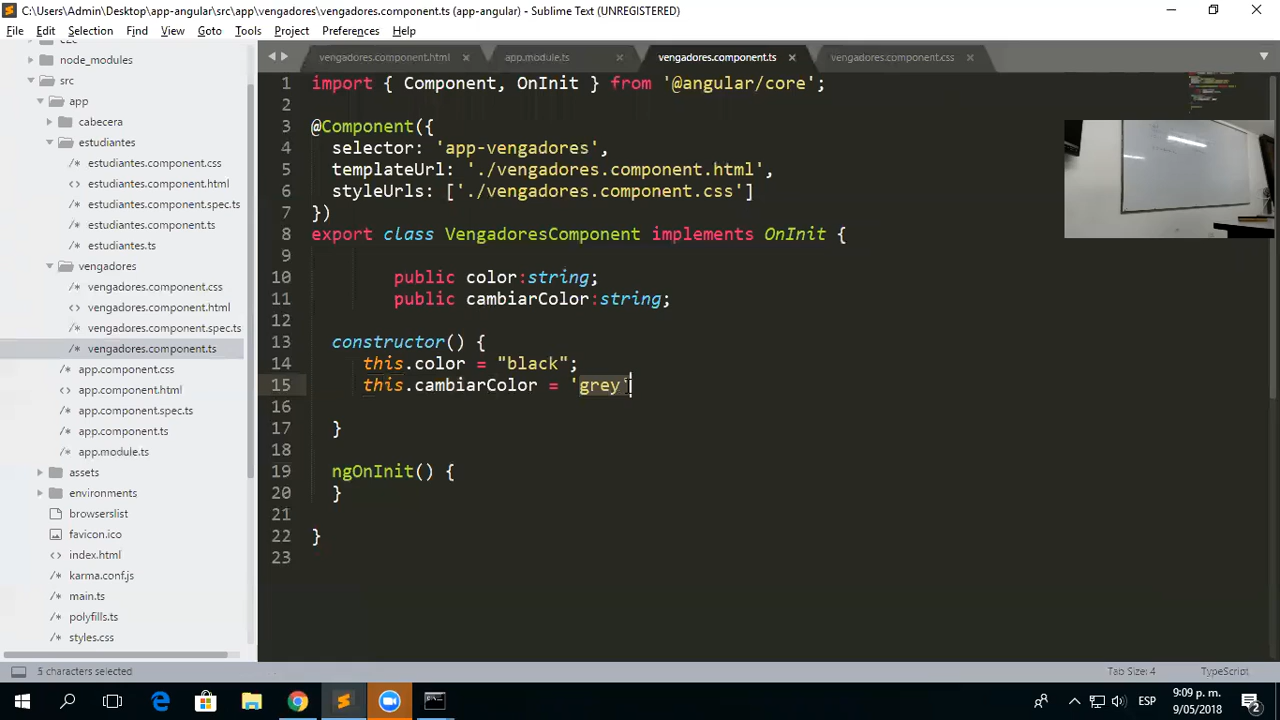 C:\Users\Admin\Desktop\app-angular\src\app\vengadores\vengadores.component.ts (app-angular) - Sublime Text (UNREGISTERED)
File Edit Selection Find View Goto Tools Project Preferences Help
vengadores.component.html app.module.ts vengadores.component.ts vengadores.component.css
node_modules
src
app
cabecera
estudiantes
estudiantes.component.css
estudiantes.component.html
estudiantes.component.spec.ts
estudiantes.component.ts
estudiantes.ts
vengadores
vengadores.component.css
vengadores.component.html
vengadores.component.spec.ts
vengadores.component.ts
app.component.css
app.component.html
app.component.spec.ts
app.component.ts
app.module.ts
assets
environments
browserslist
favicon.ico
index.html
karma.conf.js
main.ts
polyfills.ts
styles.css
1 import { Component, OnInit } from '@angular/core';
2
3 @Component({
4 selector: 'app-vengadores',
5 templateUrl: './vengadores.component.html',
6 styleUrls: ['./vengadores.component.css']
7 })
8 export class VengadoresComponent implements OnInit {
9
10 public color:string;
11 public cambiarColor:string;
12
13 constructor() {
14 this.color = "black";
15 this.cambiarColor = 'grey'
16
17 }
18
19 ngOnInit() {
20 }
21
22 }
23
5 characters selected Tab Size: 4 TypeScript
ESP 9:09 p. m.
9/05/2018 2